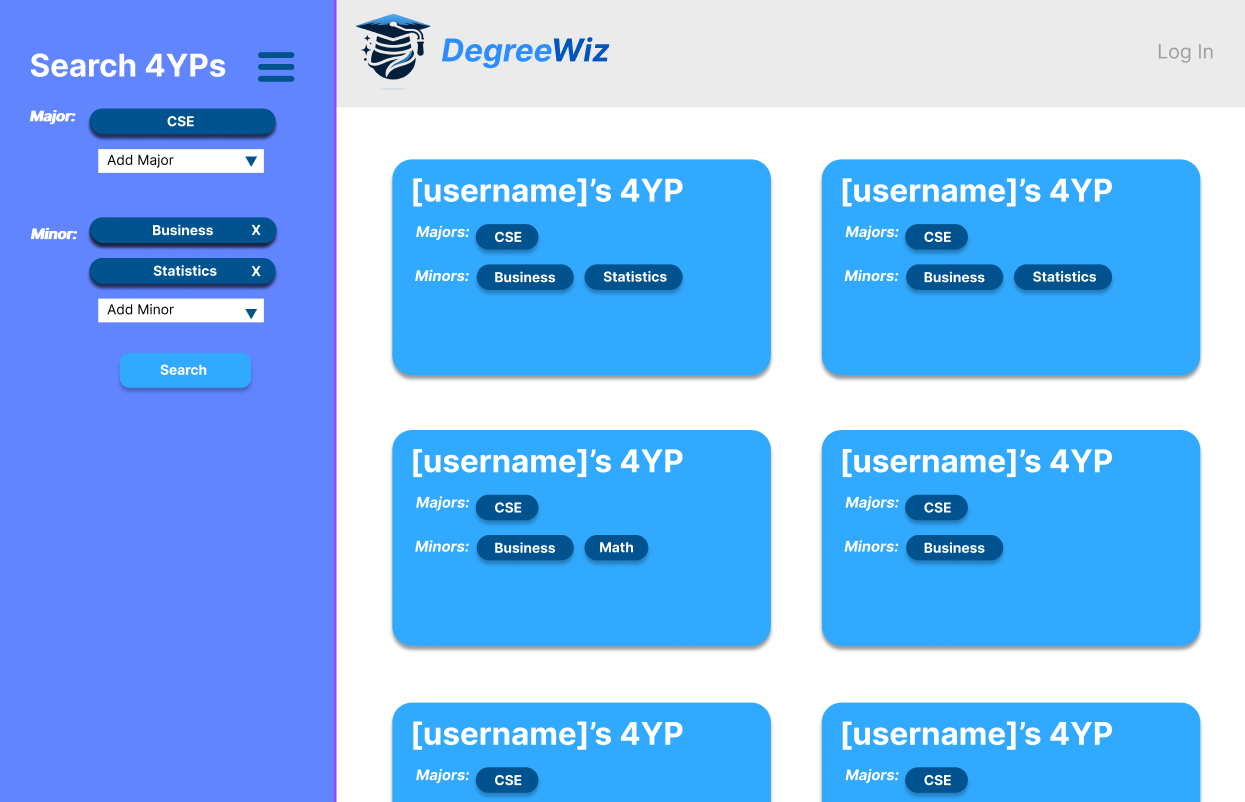 Search 4YPs
Major:
CSE
Add Major
Minor:
Business X
Statistics X
Add Minor
Search
DegreeWiz
Log In
[username]’s 4YP
Majors: CSE
Minors: Business Statistics
[username]’s 4YP
Majors: CSE
Minors: Business Statistics
[username]’s 4YP
Majors: CSE
Minors: Business Math
[username]’s 4YP
Majors: CSE
Minors: Business
[username]’s 4YP
Majors: CSE
[username]’s 4YP
Majors: CSE